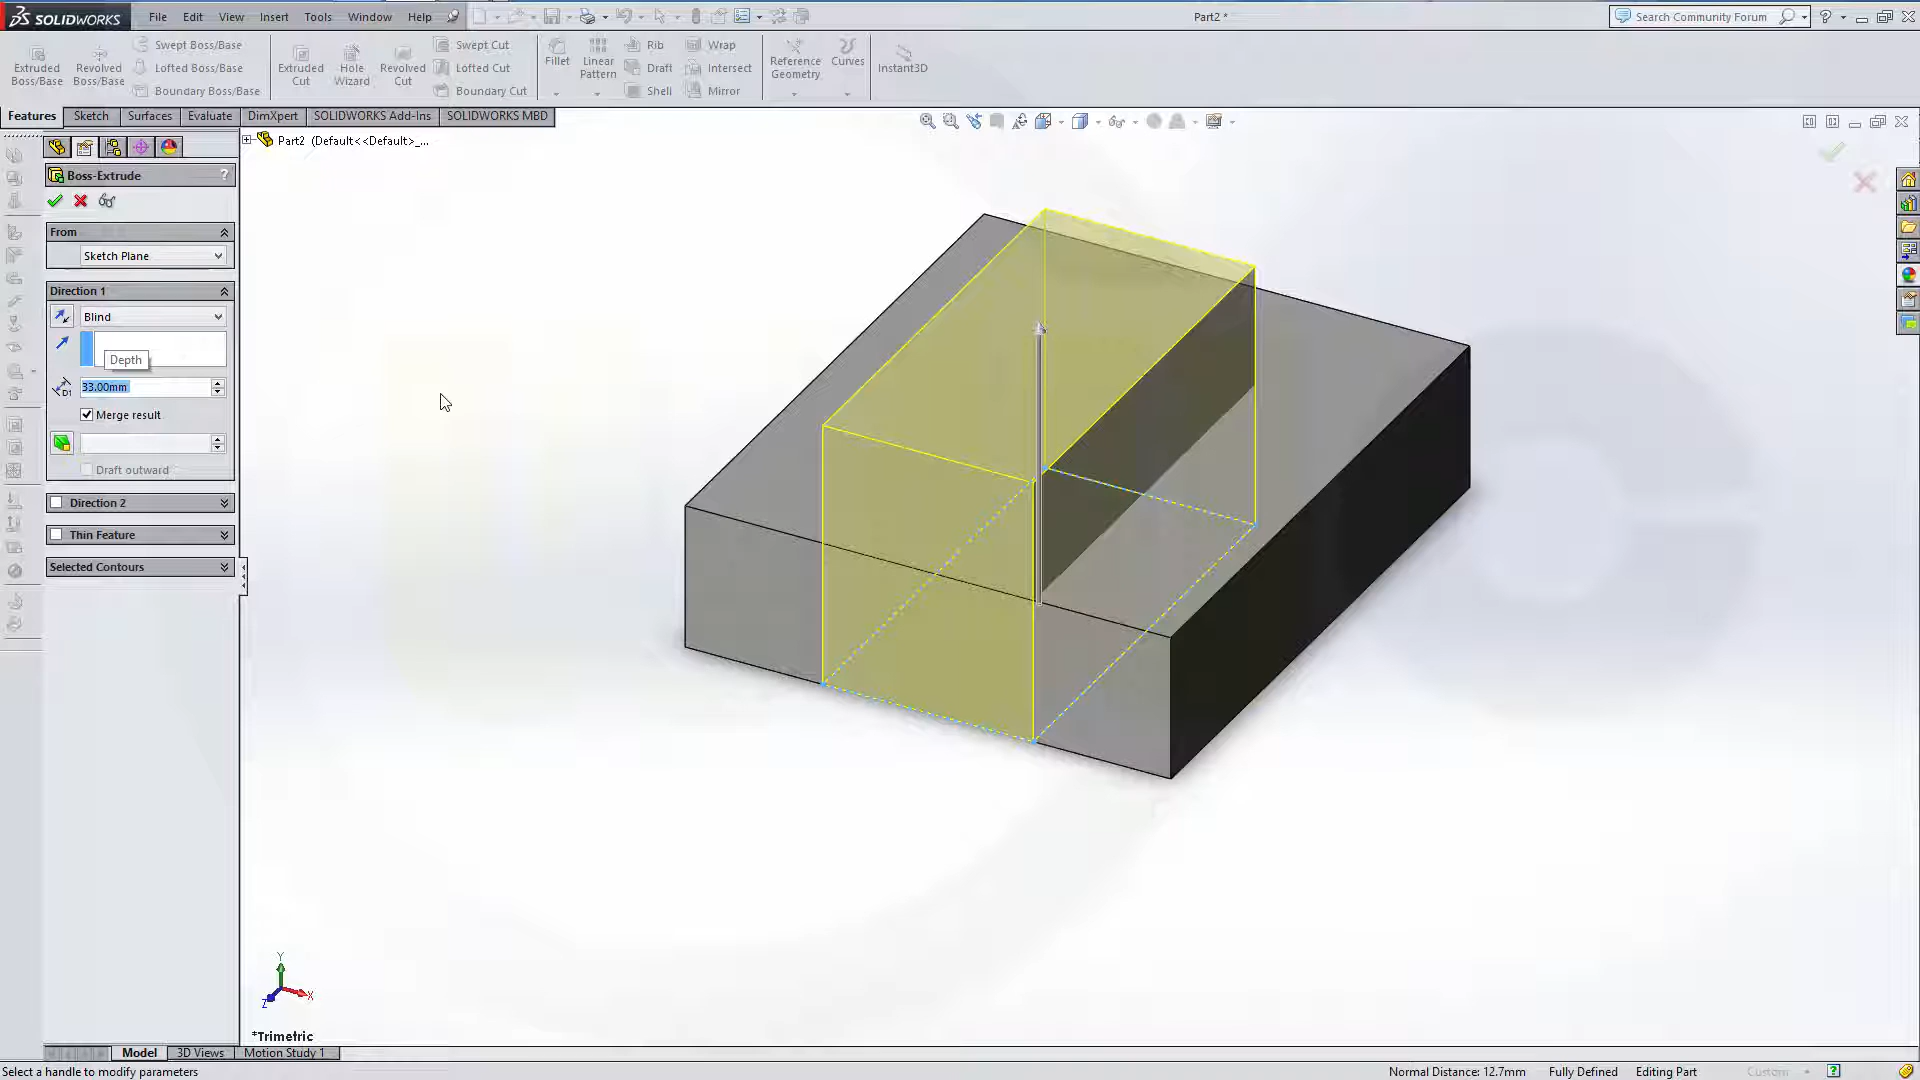 SOLIDWORKS File Edit View Insert Tools Window Help Part2 * Search Community Forum
Extruded Boss/Base
Revolved Boss/Base
Swept Boss/Base
Lofted Boss/Base
Boundary Boss/Base
Extruded Cut
Hole Wizard
Revolved Cut
Swept Cut
Lofted Cut
Boundary Cut
Fillet
Linear Pattern
Rib
Draft
Shell
Wrap
Intersect
Mirror
Reference Geometry
Curves
Instant3D
Features Sketch Surfaces Evaluate DimXpert SOLIDWORKS Add-Ins SOLIDWORKS MBD
Part2 (Default<<Default>_...
Boss-Extrude ?
From
Sketch Plane
Direction 1
Blind
Depth
D1 33.00mm
Merge result
Draft outward
Direction 2
Thin Feature
Selected Contours
Y
X
Z
*Trimetric
Model 3D Views Motion Study 1
Select a handle to modify parameters Normal Distance: 12.7mm Fully Defined Editing Part Custom